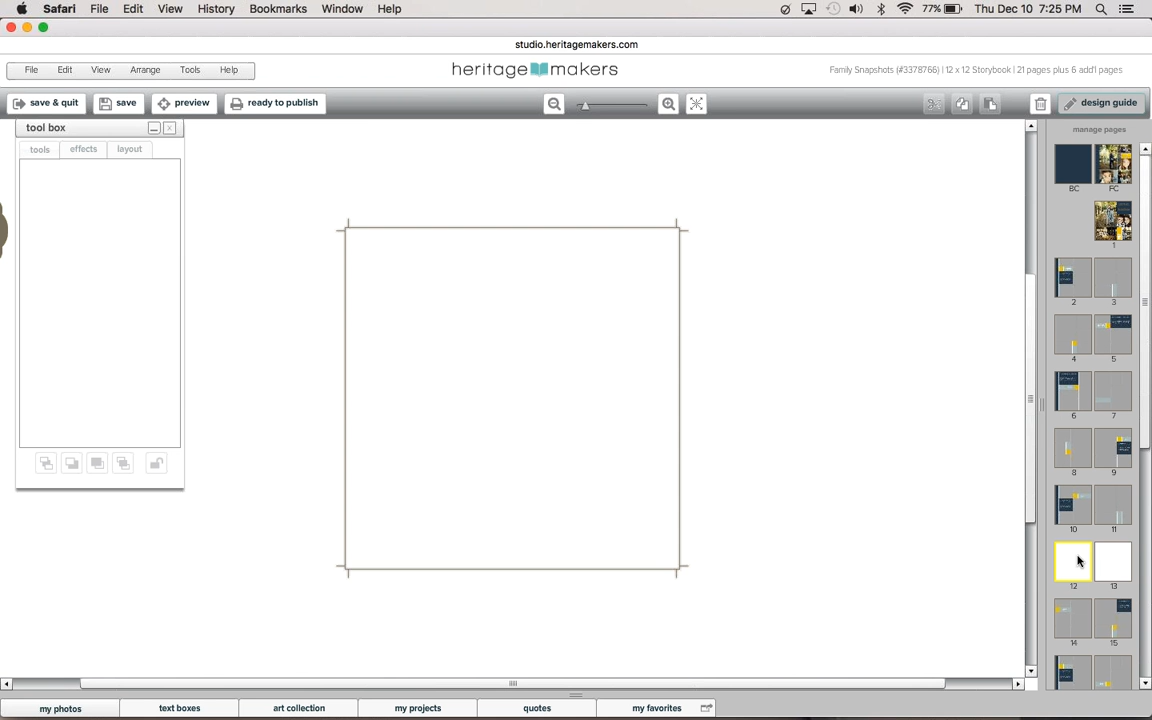 Safari File Edit View History Bookmarks Window Help 77% Thu Dec 10 7:25 PM
studio.heritagemakers.com
File Edit View Arrange Tools Help heritage makers Family Snapshots (#3378766) | 12 x 12 Storybook | 21 pages plus 6 add'l pages
save & quit save preview ready to publish design guide
tool box
manage pages
tools effects layout
BC FC
1
2 3
4 5
6 7
8 9
10 11
12 13
14 15
my photos text boxes art collection my projects quotes my favorites